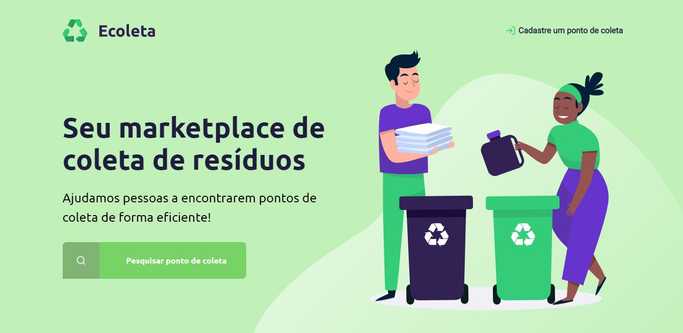 Ecoleta
Cadastre um ponto de coleta
Seu marketplace de
coleta de resíduos
Ajudamos pessoas a encontrarem pontos de
coleta de forma eficiente!
Pesquisar ponto de coleta